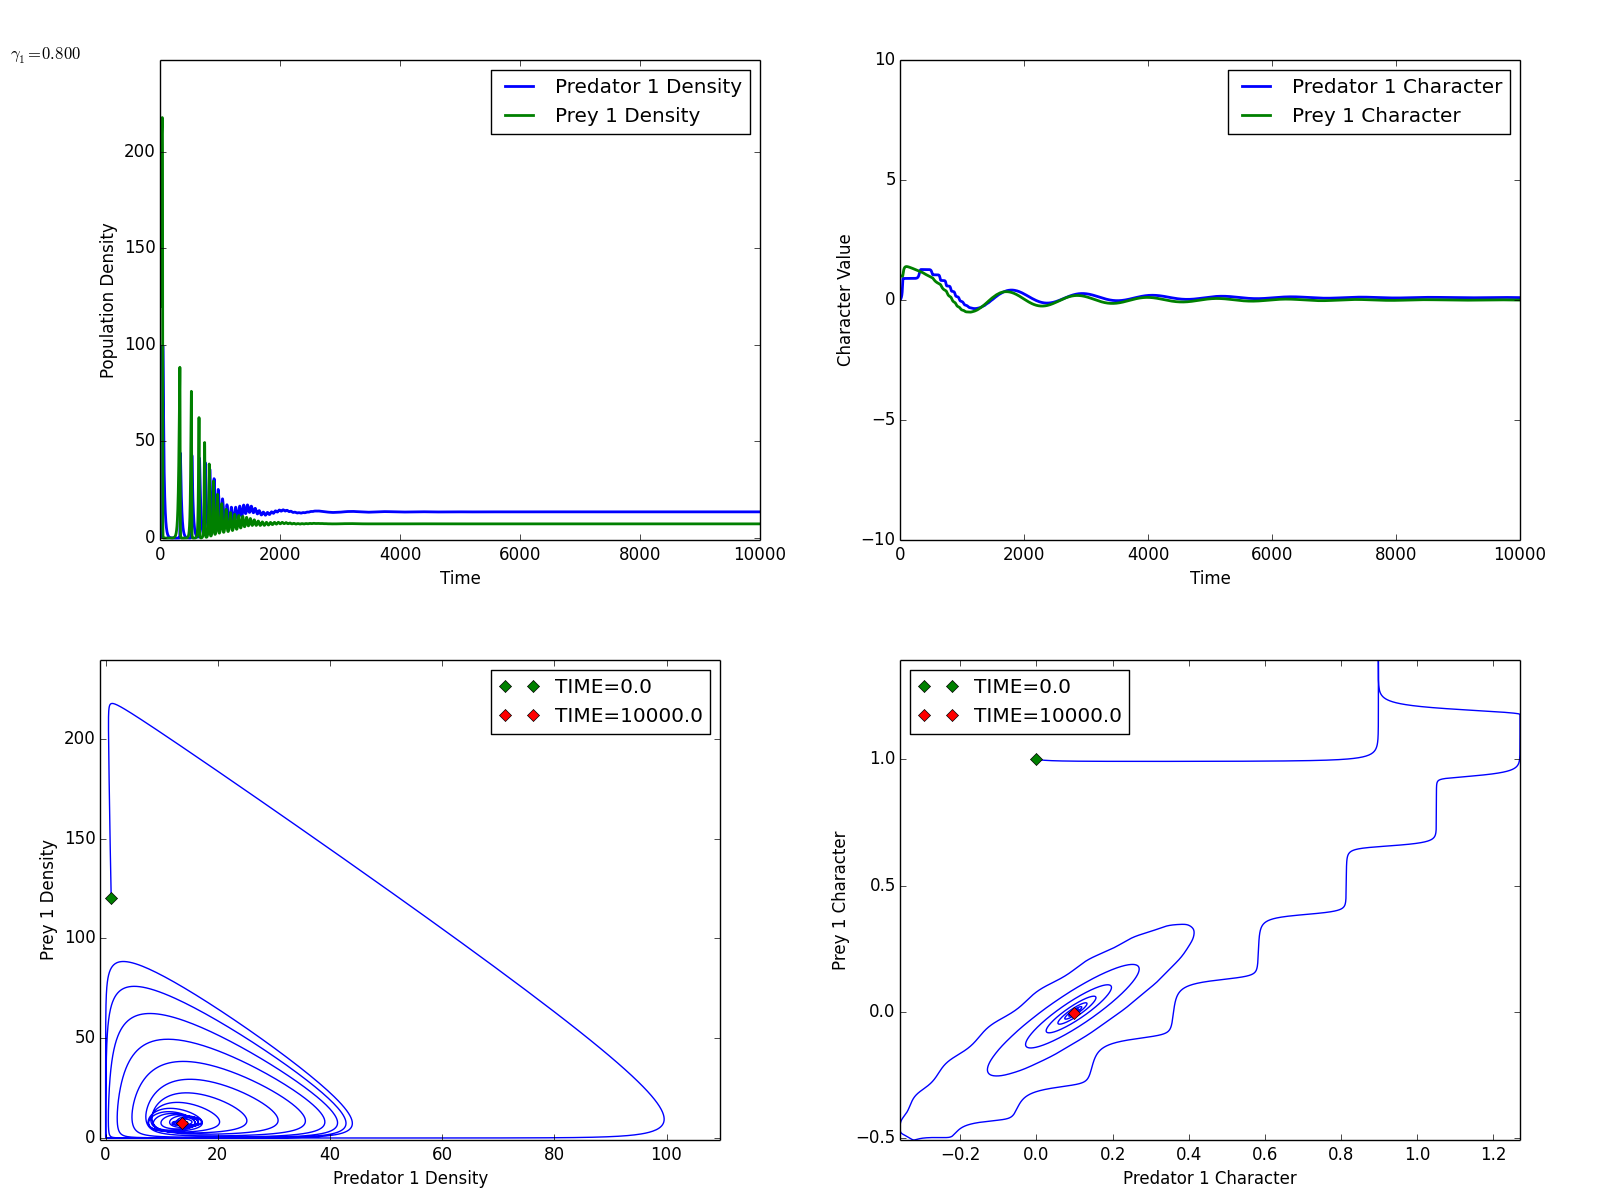 γ₁=0.800
Predator 1 Density
Prey 1 Density
200
150
100
50
0
Population Density
0 2000 4000 6000 8000 10000
Time
Predator 1 Character
Prey 1 Character
10
5
0
−5
−10
Character Value
0 2000 4000 6000 8000 10000
Time
TIME=0.0
TIME=10000.0
200
150
100
50
0
Prey 1 Density
0 20 40 60 80 100
Predator 1 Density
TIME=0.0
TIME=10000.0
1.0
0.5
0.0
−0.5
Prey 1 Character
−0.2 0.0 0.2 0.4 0.6 0.8 1.0 1.2
Predator 1 Character